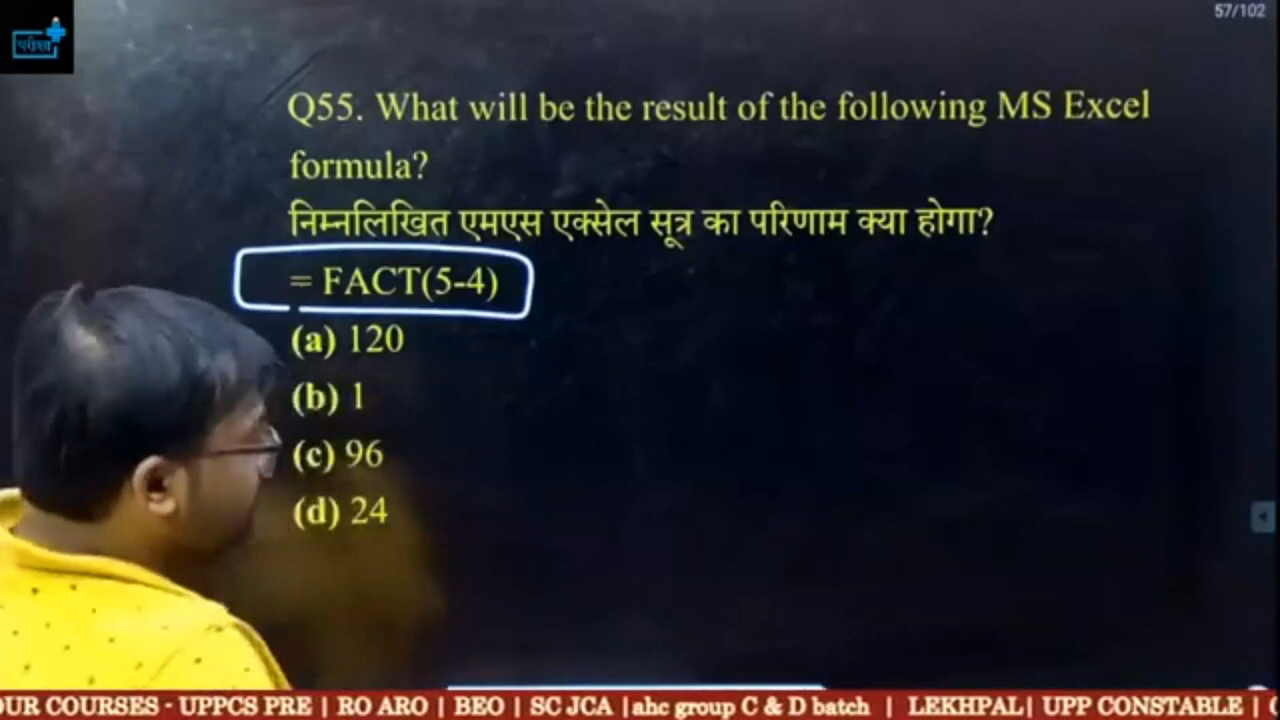 परीक्षा
57/102
Q55. What will be the result of the following MS Excel
formula?
निम्नलिखित एमएस एक्सेल सूत्र का परिणाम क्या होगा?
= FACT(5-4)
(a) 120
(b) 1
(c) 96
(d) 24
OUR COURSES - UPPCS PRE | RO ARO | BEO | SC JCA |ahc group C & D batch | LEKHPAL| UPP CONSTABLE |